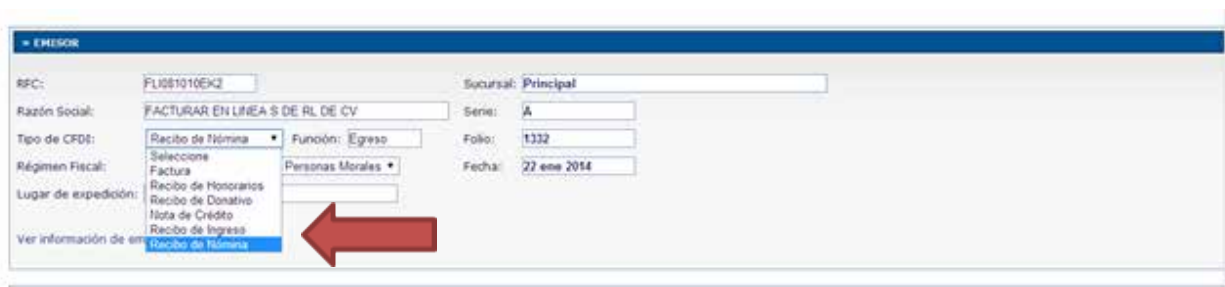 » EMISOR
RFC: FLI081010EK2 Sucursal: Principal
Razón Social: FACTURAR EN LINEA S DE RL DE CV Serie: A
Tipo de CFDI: Recibo de Nómina Función: Egreso Folio: 1332
Seleccione
Régimen Fiscal: Personas Morales Fecha: 22 ene 2014
Factura
Recibo de Honorarios
Lugar de expedición:
Recibo de Donativo
Nota de Crédito
Recibo de Ingreso
Ver información de em
Recibo de Nómina